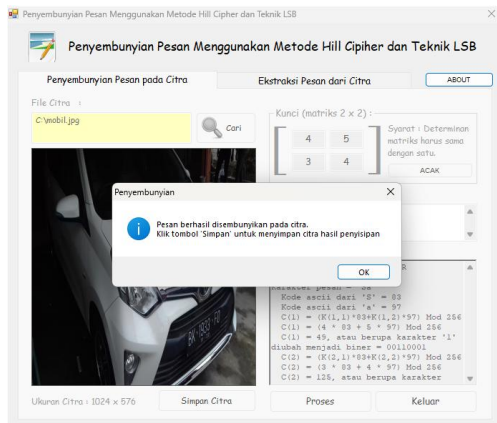 Penyembunyian Pesan Menggunakan Metode Hill Cipher dan Teknik LSB
Penyembunyian Pesan Menggunakan Metode Hill Cipiher dan Teknik LSB
Penyembunyian Pesan pada Citra
Ekstraksi Pesan dari Citra
ABOUT
File Citra :
C:\mobil.jpg
Cari
Kunci (matriks 2 x 2) :
4 5
3 4
Syarat : Determinan
matriks harus sama
dengan satu.
ACAK
Penyembunyian
Pesan berhasil disembunyikan pada citra.
Klik tombol 'Simpan' untuk menyimpan citra hasil penyisipan
OK
R
Karakter pesan = 'Sa'
Kode ascii dari 'S' = 83
Kode ascii dari 'a' = 97
C(1) = (K(1,1)*83+K(1,2)*97) Mod 256
C(1) = (4 * 83 + 5 * 97) Mod 256
C(1) = 49, atau berupa karakter '1'
diubah menjadi biner = 00110001
C(2) = (K(2,1)*83+K(2,2)*97) Mod 256
C(2) = (3 * 83 + 4 * 97) Mod 256
C(2) = 125, atau berupa karakter
Ukuran Citra : 1024 x 576
Simpan Citra
Proses
Keluar